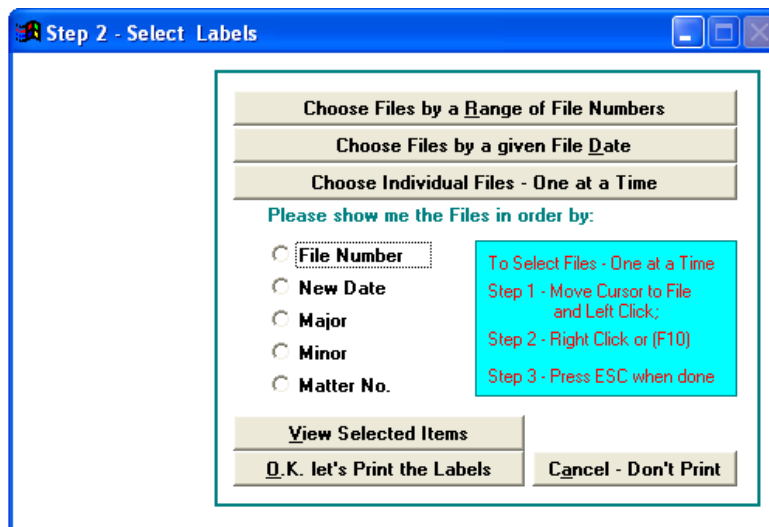 Step 2 - Select Labels
Choose Files by a Range of File Numbers
Choose Files by a given File Date
Choose Individual Files - One at a Time
Please show me the Files in order by:
File Number
New Date
Major
Minor
Matter No.
To Select Files - One at a Time
Step 1 - Move Cursor to File
and Left Click;
Step 2 - Right Click or (F10)
Step 3 - Press ESC when done
View Selected Items
O.K. let's Print the Labels
Cancel - Don't Print